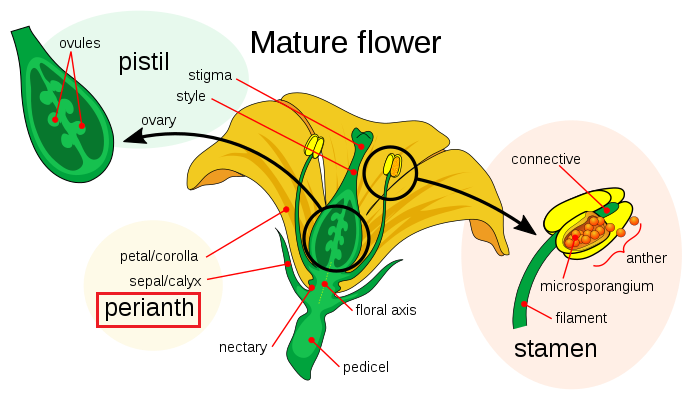 Mature flower
ovules
pistil
stigma
style
ovary
connective
petal/corolla
sepal/calyx
perianth
anther
microsporangium
filament
stamen
floral axis
nectary
pedicel